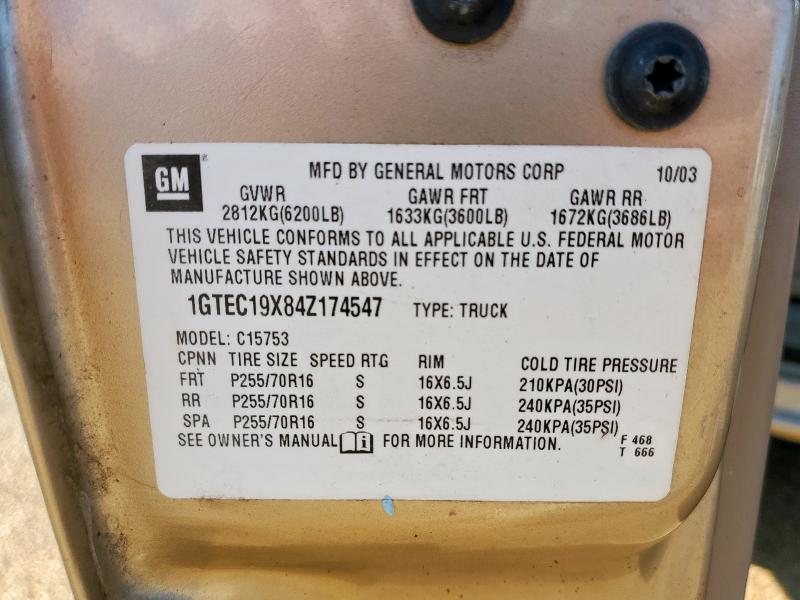 GM MFD BY GENERAL MOTORS CORP 10/03
GVWR GAWR FRT GAWR RR
2812KG(6200LB) 1633KG(3600LB) 1672KG(3686LB)
THIS VEHICLE CONFORMS TO ALL APPLICABLE U.S. FEDERAL MOTOR
VEHICLE SAFETY STANDARDS IN EFFECT ON THE DATE OF
MANUFACTURE SHOWN ABOVE.
1GTEC19X84Z174547 TYPE: TRUCK
MODEL: C15753
CPNN TIRE SIZE SPEED RTG RIM COLD TIRE PRESSURE
FRT P255/70R16 S 16X6.5J 210KPA(30PSI)
RR P255/70R16 S 16X6.5J 240KPA(35PSI)
SPA P255/70R16 S 16X6.5J 240KPA(35PSI)
SEE OWNER'S MANUAL i FOR MORE INFORMATION. F 468
T 666